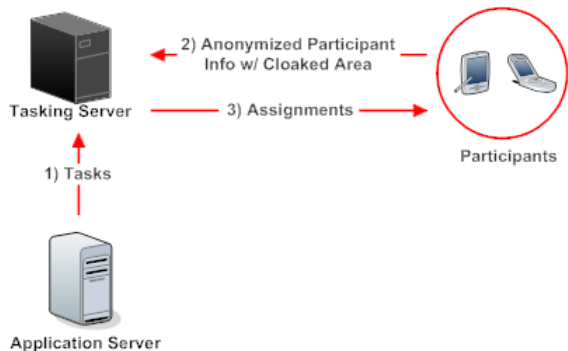 2) Anonymized Participant
Info w/ Cloaked Area
Tasking Server
3) Assignments
Participants
1) Tasks
Application Server